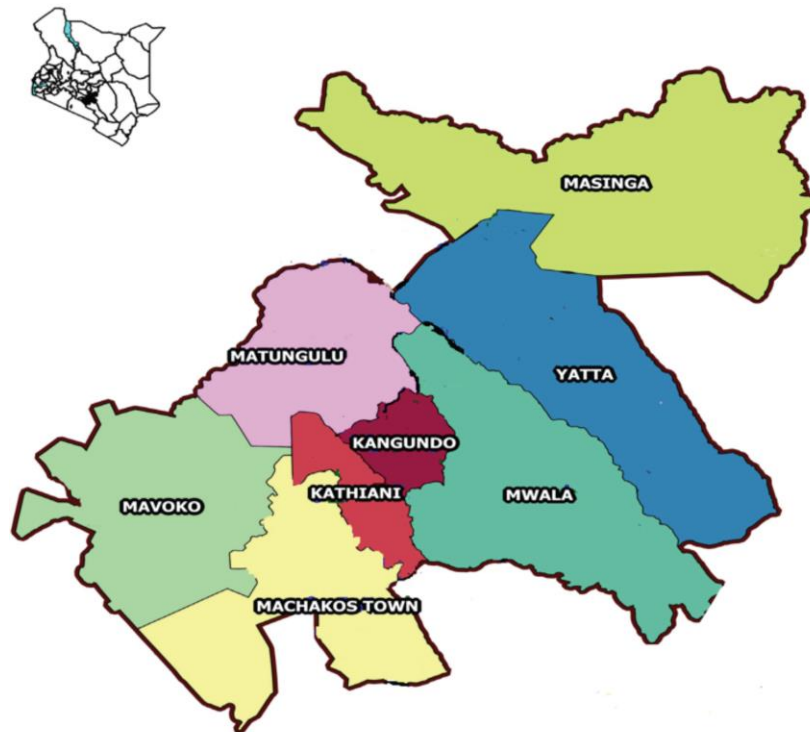 MASINGA
MATUNGULU
YATTA
KANGUNDO
KATHIANI
MWALA
MAVOKO
MACHAKOS TOWN